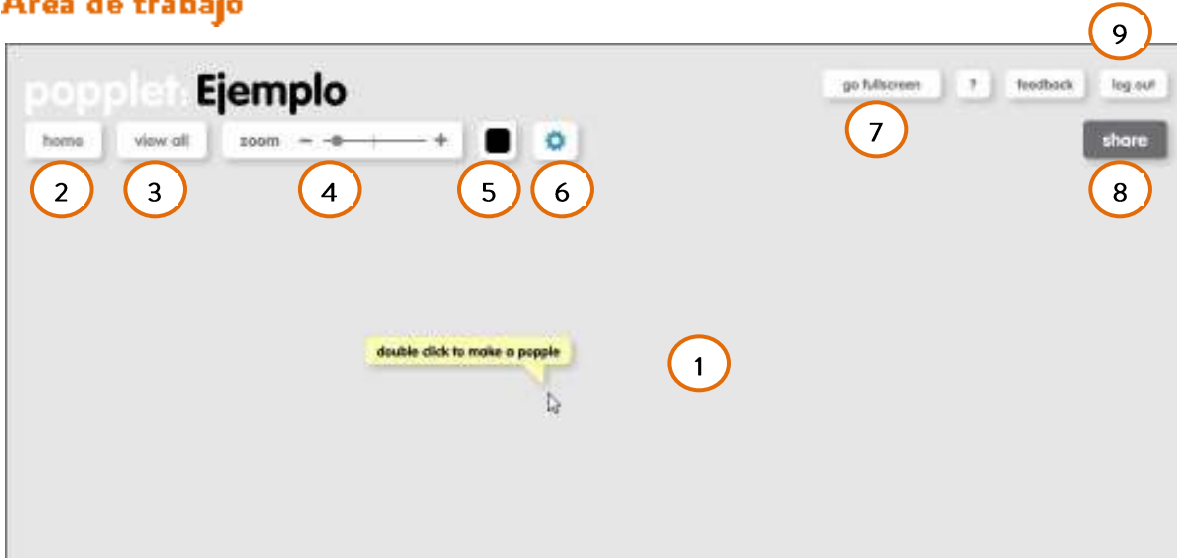 Área de trabajo
9
popplet: Ejemplo
go fullscreen ? feedback log out
7
home view all zoom − + share
2 3 4 5 6 8
double click to make a popple
1